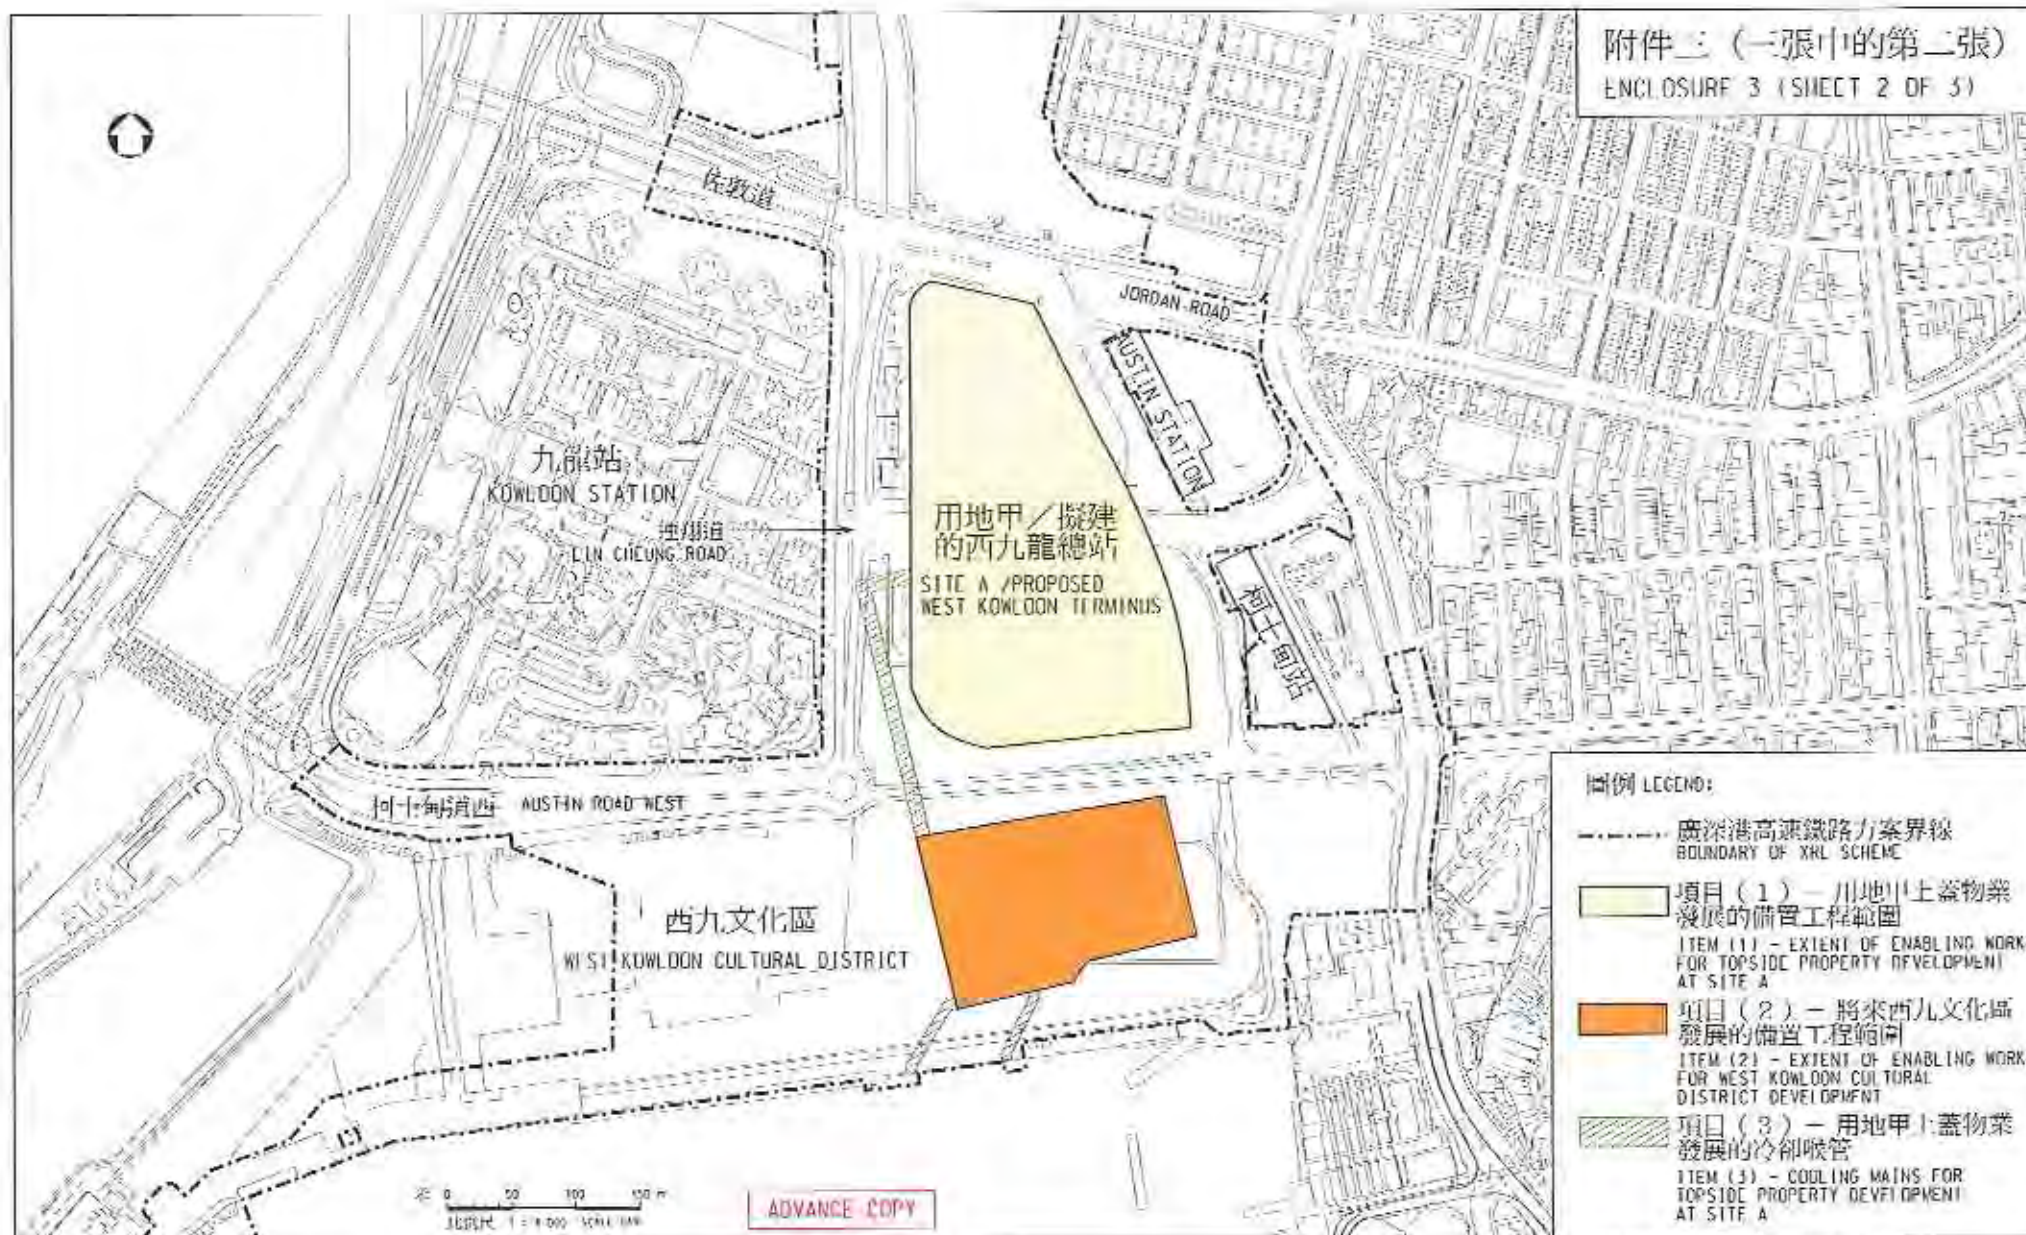 附件三（三張中的第二張）
ENCLOSURE 3 (SHEET 2 OF 3)
佐敦道
JORDAN ROAD
AUSTIN STATION
九龍站
KOWLOON STATION
連翔道
LIN CHEUNG ROAD
用地甲／擬建
的西九龍總站
SITE A /PROPOSED
WEST KOWLOON TERMINUS
柯士甸站
柯士甸道西 AUSTIN ROAD WEST
西九文化區
WEST KOWLOON CULTURAL DISTRICT
圖例 LEGEND:
廣深港高速鐵路方案界線
BOUNDARY OF XRL SCHEME
項目（1）－ 用地甲上蓋物業
發展的備置工程範圍
ITEM (1) - EXTENT OF ENABLING WORK
FOR TOPSIDE PROPERTY DEVELOPMENT
AT SITE A
項目（2）－ 將來西九文化區
發展的備置工程範圍
ITEM (2) - EXTENT OF ENABLING WORK
FOR WEST KOWLOON CULTURAL
DISTRICT DEVELOPMENT
項目（3）－ 用地甲上蓋物業
發展的冷卻喉管
ITEM (3) - COOLING MAINS FOR
TOPSIDE PROPERTY DEVELOPMENT
AT SITE A
米 0 50 100 150 m
比例尺 SCALE BAR
ADVANCE COPY